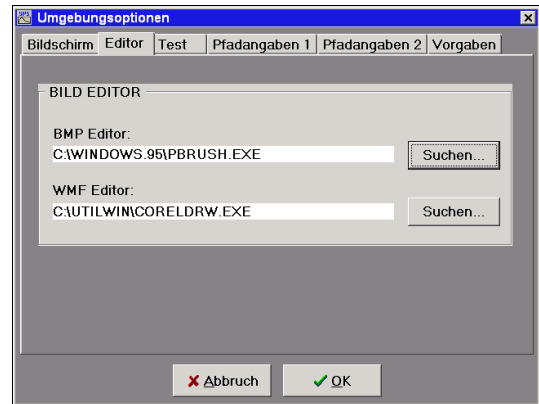 SPS Umgebungsoptionen
Bildschirm Editor Test Pfadangaben 1 Pfadangaben 2 Vorgaben
BILD EDITOR
BMP Editor:
C:\WINDOWS.95\PBRUSH.EXE Suchen...
WMF Editor:
C:\UTILWIN\CORELDRW.EXE Suchen...
Abbruch OK